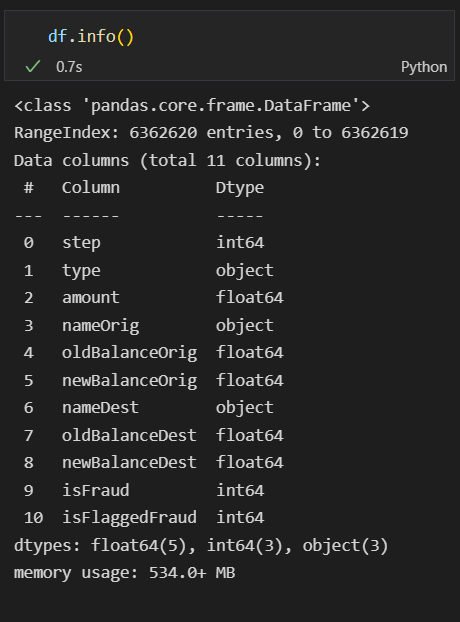 df.info()
0.7s
Python
<class 'pandas.core.frame.DataFrame'>
RangeIndex: 6362620 entries, 0 to 6362619
Data columns (total 11 columns):
 #   Column          Dtype
---  ------          -----
 0   step            int64
 1   type            object
 2   amount          float64
 3   nameOrig        object
 4   oldBalanceOrig  float64
 5   newBalanceOrig  float64
 6   nameDest        object
 7   oldBalanceDest  float64
 8   newBalanceDest  float64
 9   isFraud         int64
 10  isFlaggedFraud  int64
dtypes: float64(5), int64(3), object(3)
memory usage: 534.0+ MB